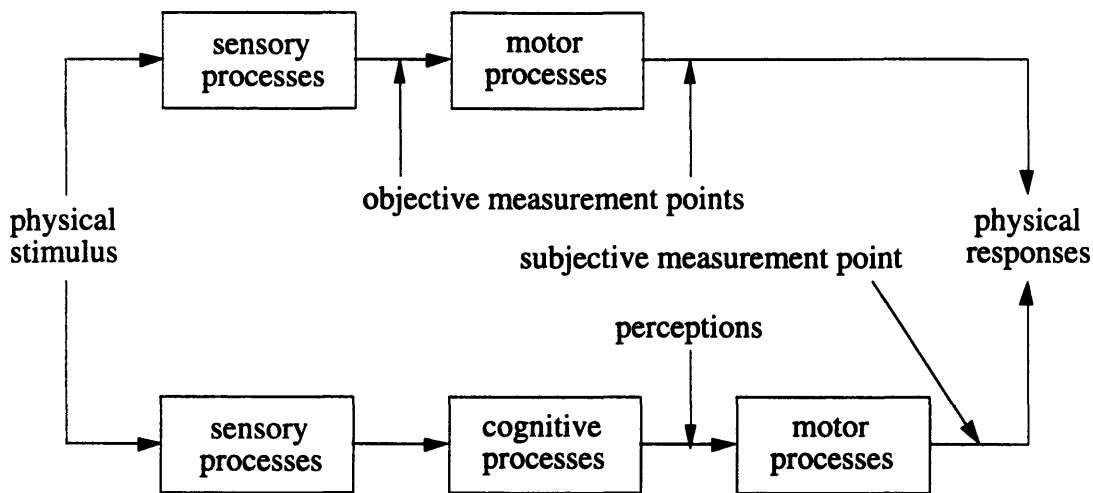 sensory
processes
motor
processes
objective measurement points
physical
stimulus
physical
responses
subjective measurement point
perceptions
sensory
processes
cognitive
processes
motor
processes